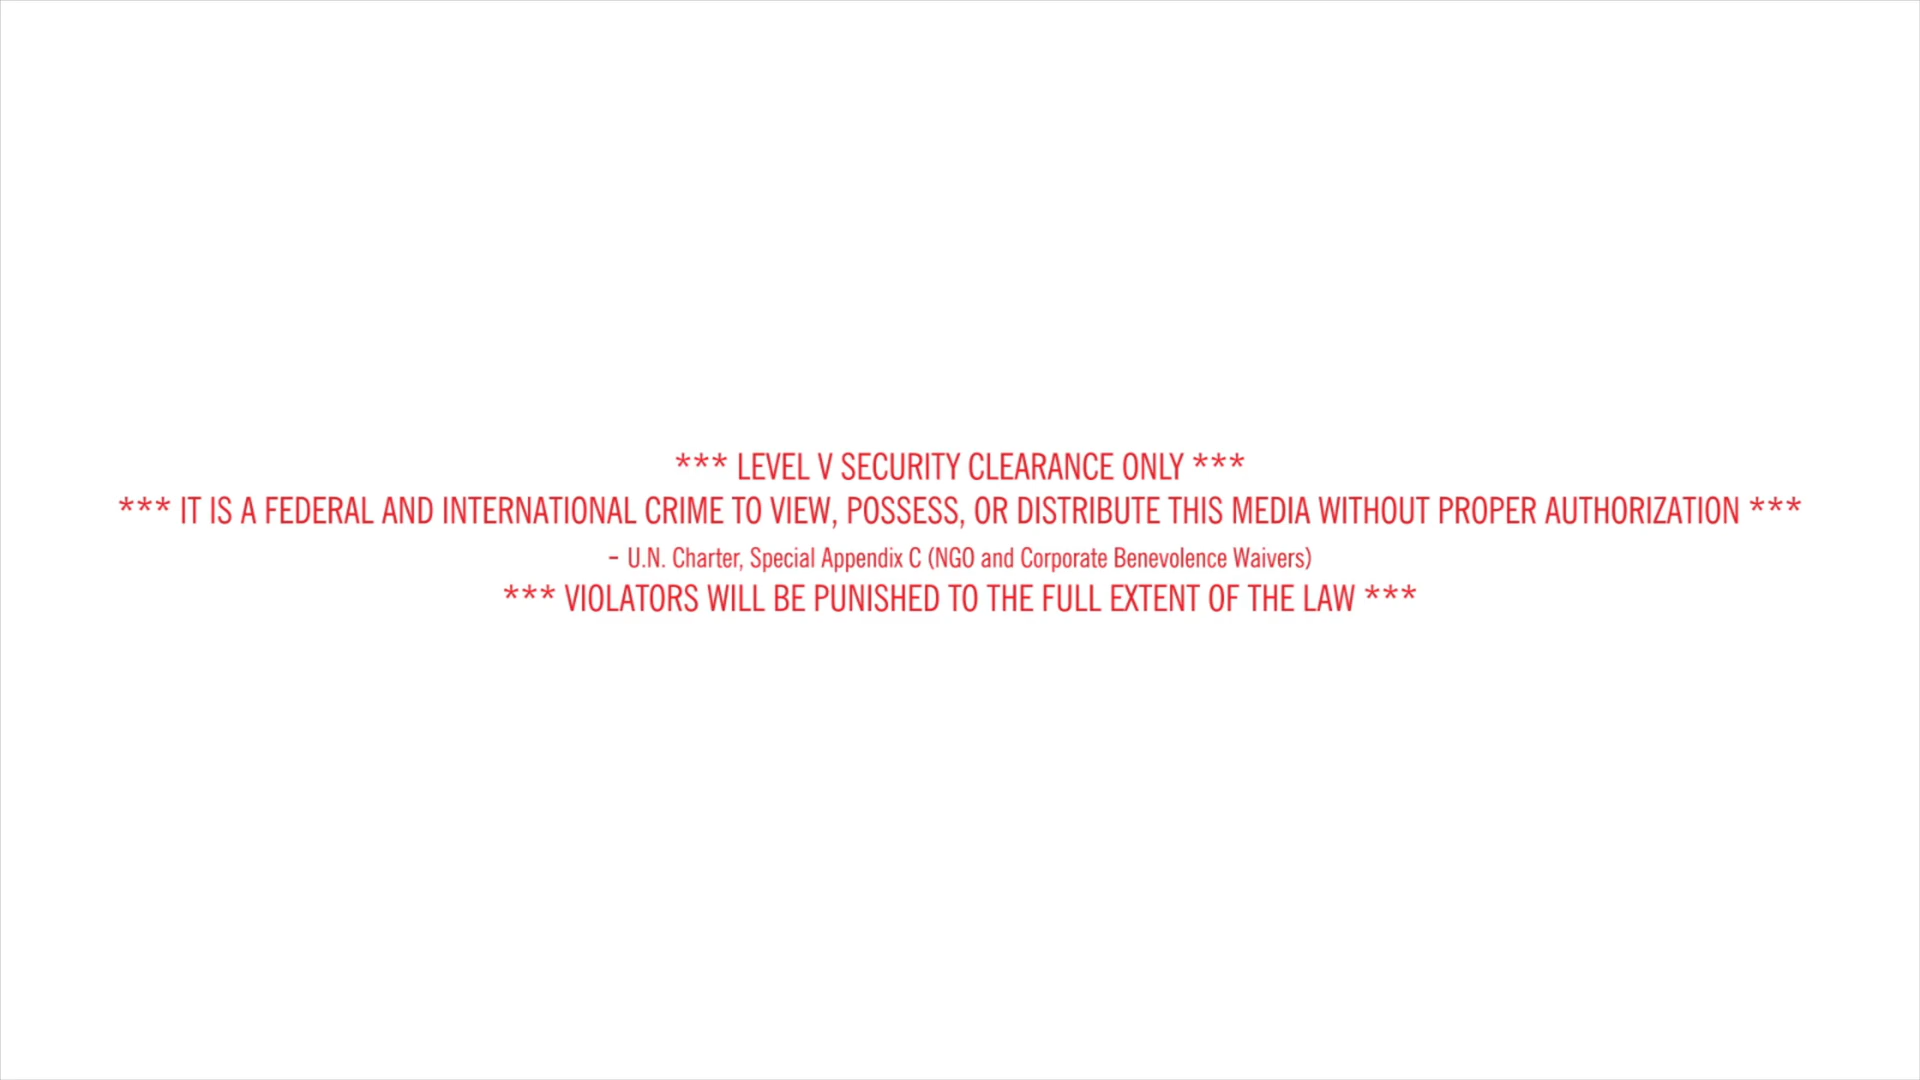 *** LEVEL V SECURITY CLEARANCE ONLY ***
*** IT IS A FEDERAL AND INTERNATIONAL CRIME TO VIEW, POSSESS, OR DISTRIBUTE THIS MEDIA WITHOUT PROPER AUTHORIZATION ***
– U.N. Charter, Special Appendix C (NGO and Corporate Benevolence Waivers)
*** VIOLATORS WILL BE PUNISHED TO THE FULL EXTENT OF THE LAW ***